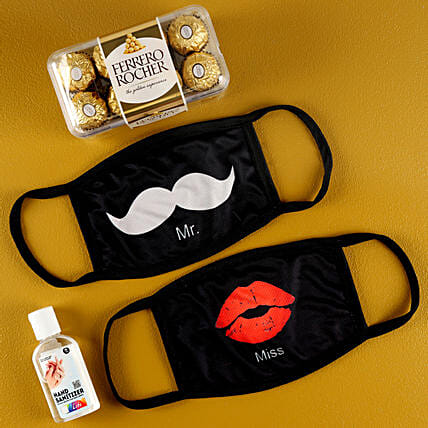 FERRERO
ROCHER
the golden experience
Mr.
Miss
HAND
SANITIZER